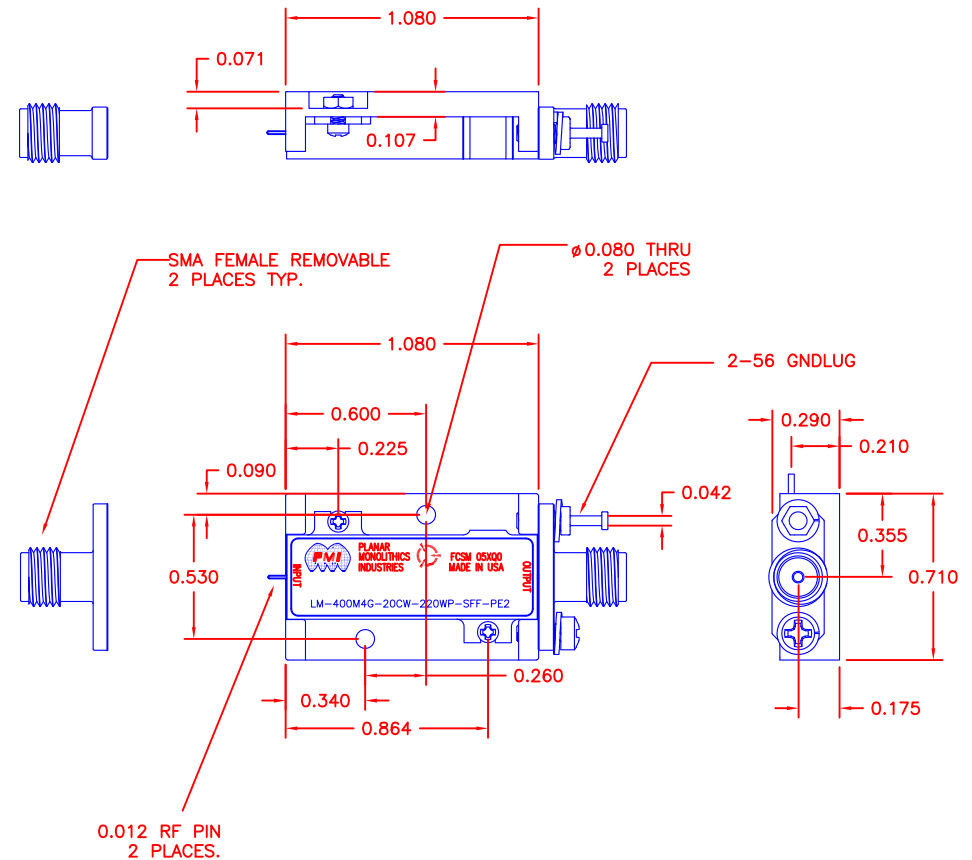 1.080
0.071
0.107
SMA FEMALE REMOVABLE
2 PLACES TYP.
ø0.080 THRU
2 PLACES
1.080
2-56 GNDLUG
0.600
0.290
0.225
0.210
0.090
0.042
0.355
0.530
0.710
PMI
PLANAR
MONOLITHICS
INDUSTRIES
FCSM 05XQ0
MADE IN USA
INPUT
OUTPUT
LM-400M4G-20CW-220WP-SFF-PE2
0.260
0.340
0.175
0.864
0.012 RF PIN
2 PLACES.